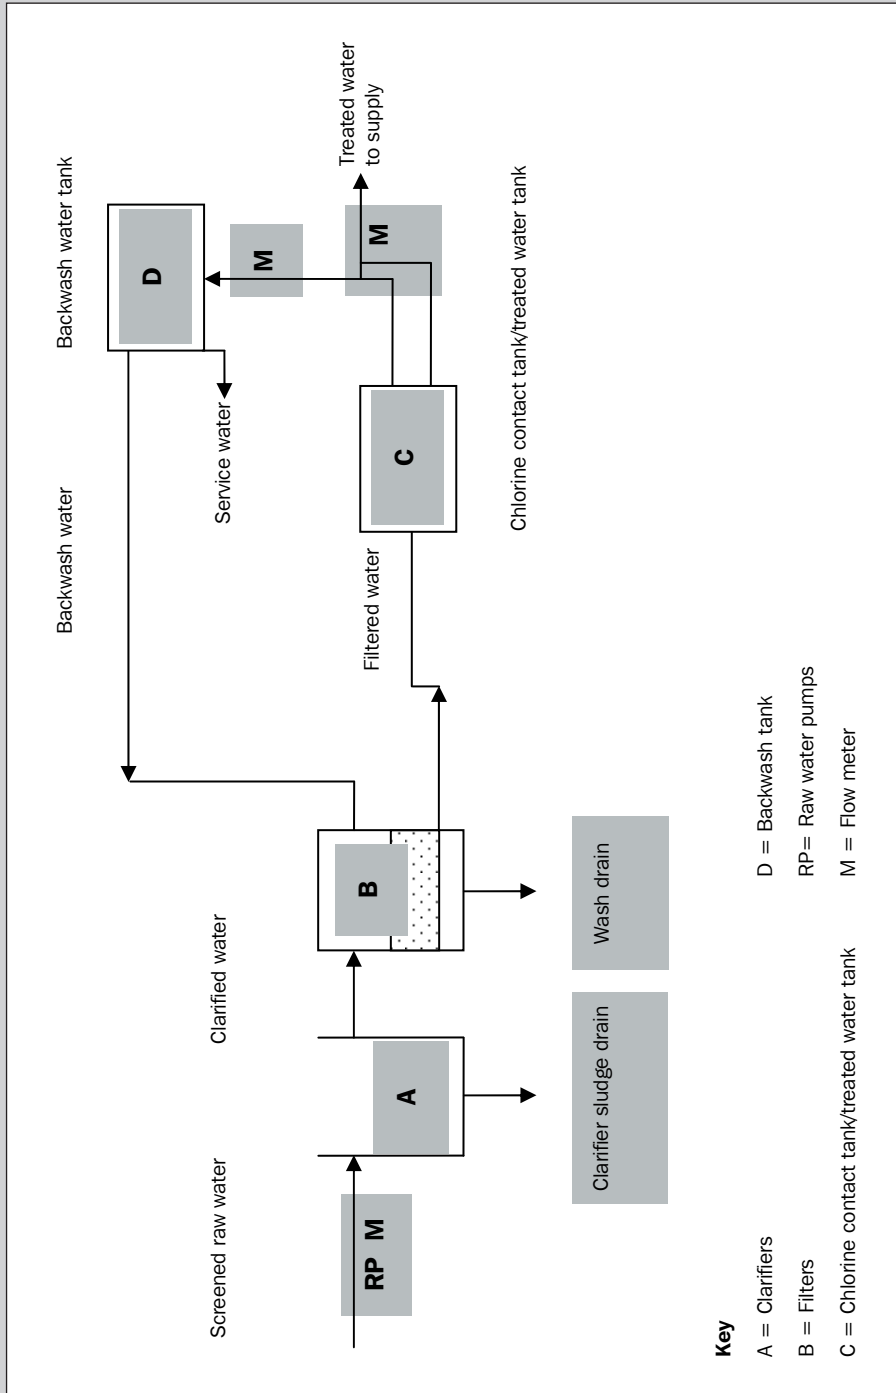 Backwash water
Backwash water tank
D
M
Service water
Treated water
to supply
M
Screened raw water
Clarified water
Filtered water
RP M
A
B
C
Chlorine contact tank/treated water tank
Clarifier sludge drain
Wash drain
Key
A = Clarifiers
B = Filters
C = Chlorine contact tank/treated water tank
D = Backwash tank
RP= Raw water pumps
M = Flow meter